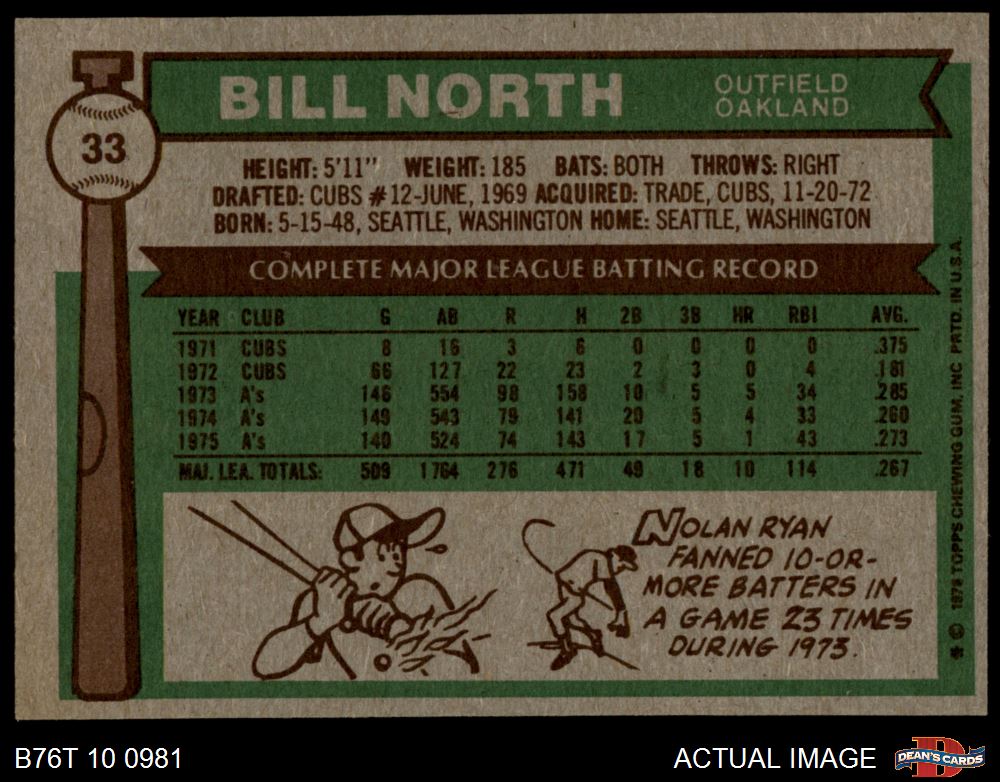 33
BILL NORTH
OUTFIELD
OAKLAND
HEIGHT: 5'11" WEIGHT: 185 BATS: BOTH THROWS: RIGHT
DRAFTED: CUBS #12-JUNE, 1969 ACQUIRED: TRADE, CUBS, 11-20-72
BORN: 5-15-48, SEATTLE, WASHINGTON HOME: SEATTLE, WASHINGTON
COMPLETE MAJOR LEAGUE BATTING RECORD
YEAR CLUB G AB R H 2B 3B HR RBI AVG.
1971 CUBS 8 16 3 6 0 0 0 0 .375
1972 CUBS 66 127 22 23 2 3 0 4 .181
1973 A's 146 554 98 158 10 5 5 34 .285
1974 A's 149 543 79 141 20 5 4 33 .260
1975 A's 140 524 74 143 17 5 1 43 .273
MAJ. LEA. TOTALS: 509 1764 276 471 49 18 10 114 .267
NOLAN RYAN
FANNED 10-OR-
MORE BATTERS IN
A GAME 23 TIMES
DURING 1973.
* © 1976 TOPPS CHEWING GUM, INC PRTD. IN U.S.A.
B76T 10 0981
ACTUAL IMAGE
D
DEAN'S CARDS